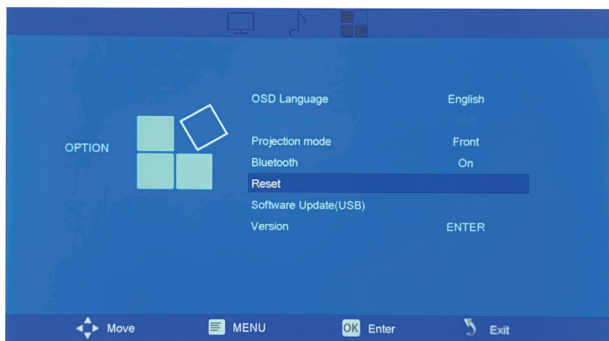 OSD Language English
OPTION
Projection mode Front
Bluetooth On
Reset
Software Update(USB)
Version ENTER
Move MENU OK Enter Exit